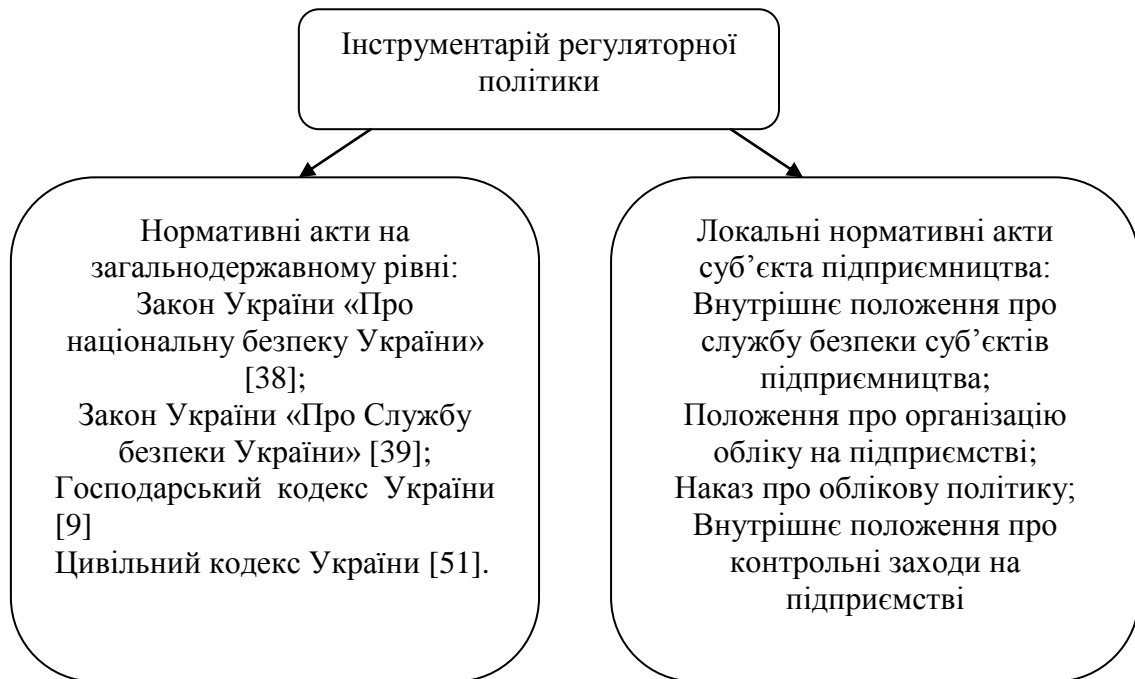 Інструментарій регуляторної
політики
Нормативні акти на
загальнодержавному рівні:
Закон України «Про
національну безпеку України»
[38];
Закон України «Про Службу
безпеки України» [39];
Господарський кодекс України
[9]
Цивільний кодекс України [51].
Локальні нормативні акти
суб’єкта підприємництва:
Внутрішнє положення про
службу безпеки суб’єктів
підприємництва;
Положення про організацію
обліку на підприємстві;
Наказ про облікову політику;
Внутрішнє положення про
контрольні заходи на
підприємстві